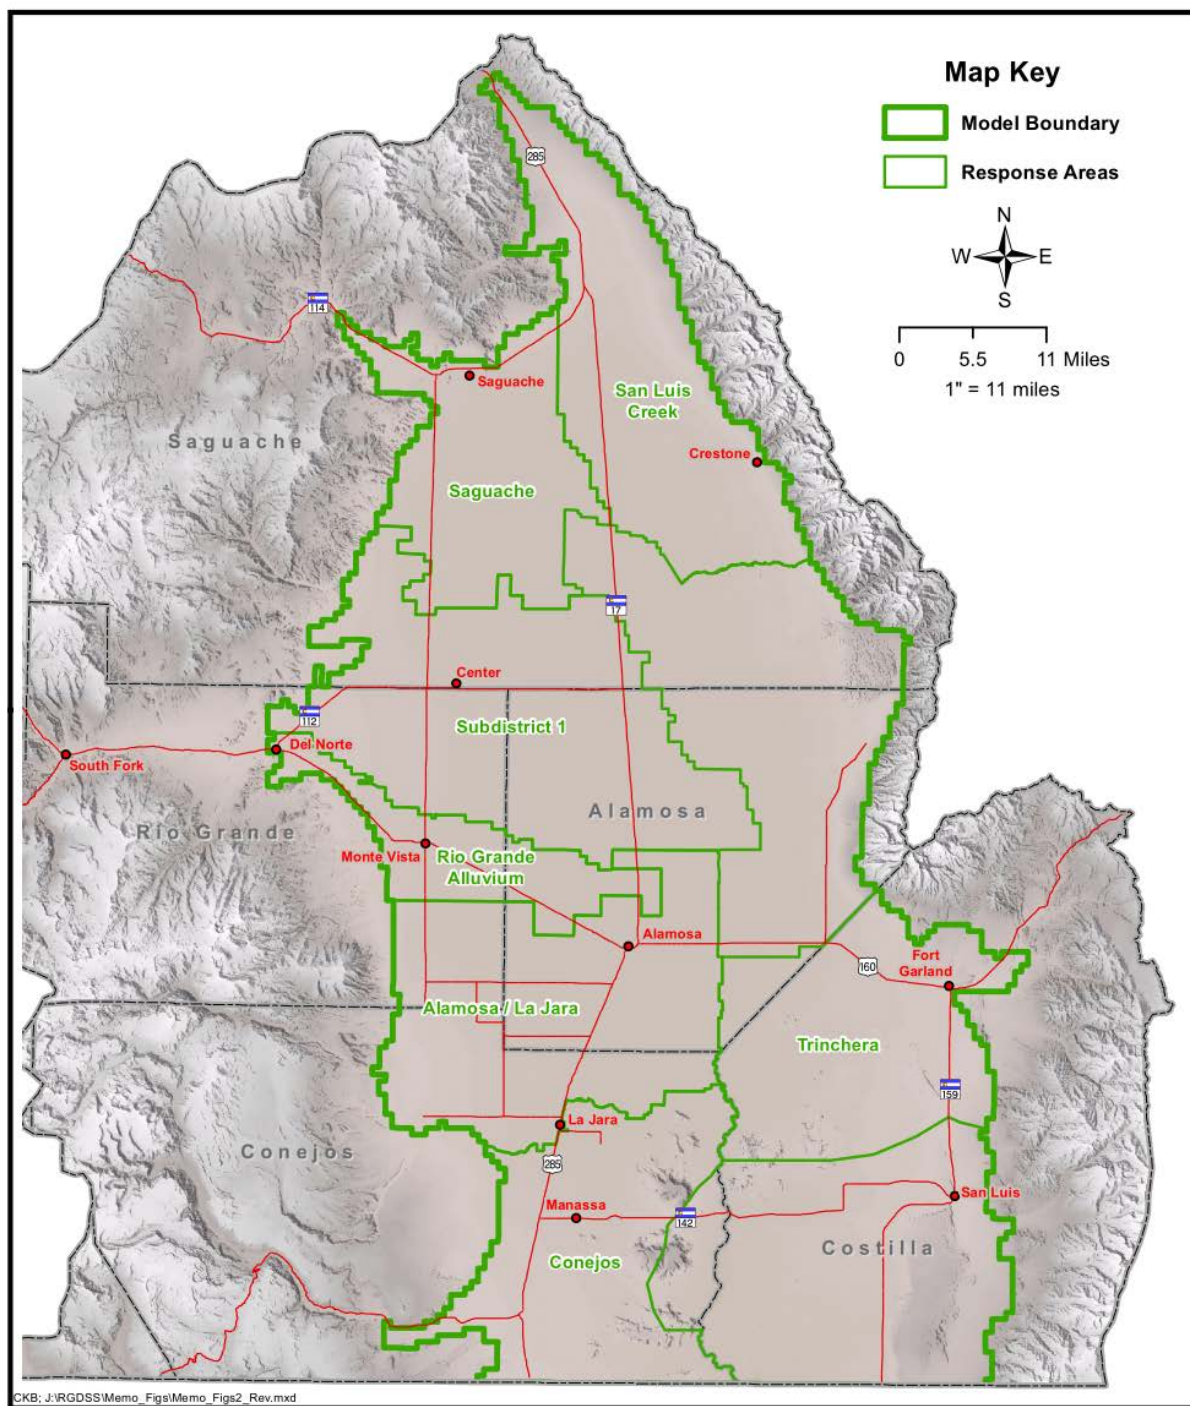 Map Key
Model Boundary
Response Areas
N
W
E
S
0
5.5
11 Miles
1" = 11 miles
285
114
Saguache
San Luis
Creek
Crestone
Saguache
Saguache
17
Center
112
Subdistrict 1
Del Norte
South Fork
Alamosa
Rio Grande
Monte Vista
Rio Grande
Alluvium
Alamosa
Fort
Garland
160
Alamosa / La Jara
Trinchera
159
La Jara
Conejos
285
San Luis
Manassa
142
Costilla
Conejos
CKB; J:\RGDSS\Memo_Figs\Memo_Figs2_Rev.mxd